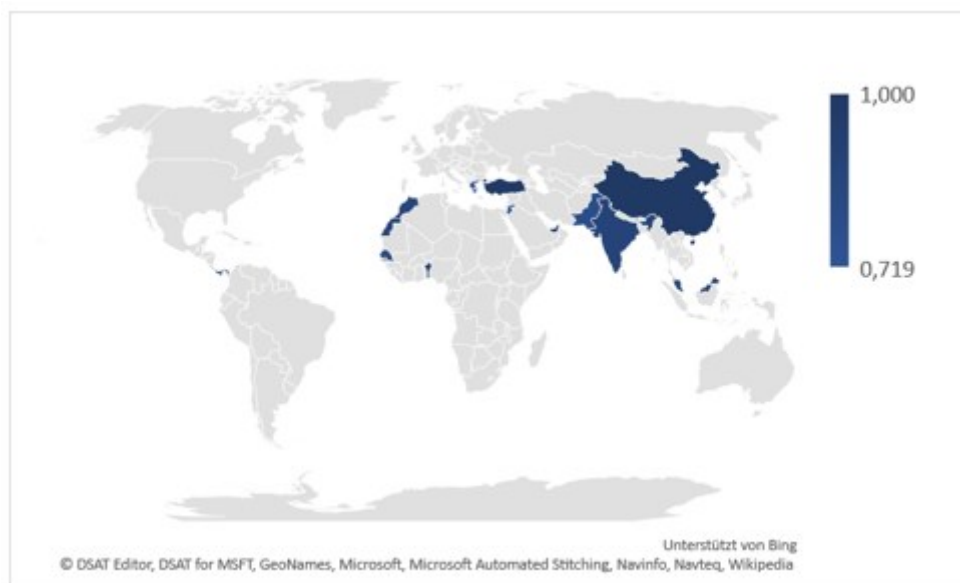 1,000
0,719
Unterstützt von Bing
© DSAT Editor, DSAT for MSFT, GeoNames, Microsoft, Microsoft Automated Stitching, Navinfo, Navteq, Wikipedia